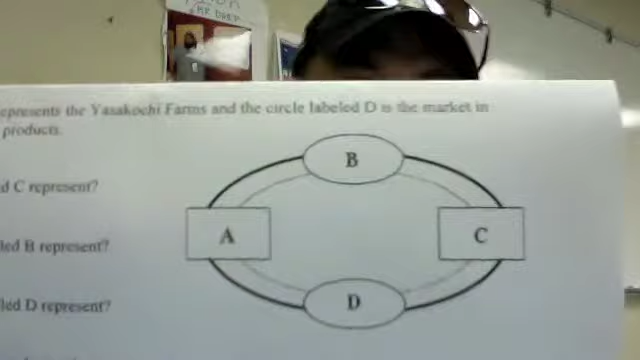 epresents the Yasakochi Farms and the circle labeled D is the market in
products.
d C represent?
led B represent?
led D represent?
B
A
C
D